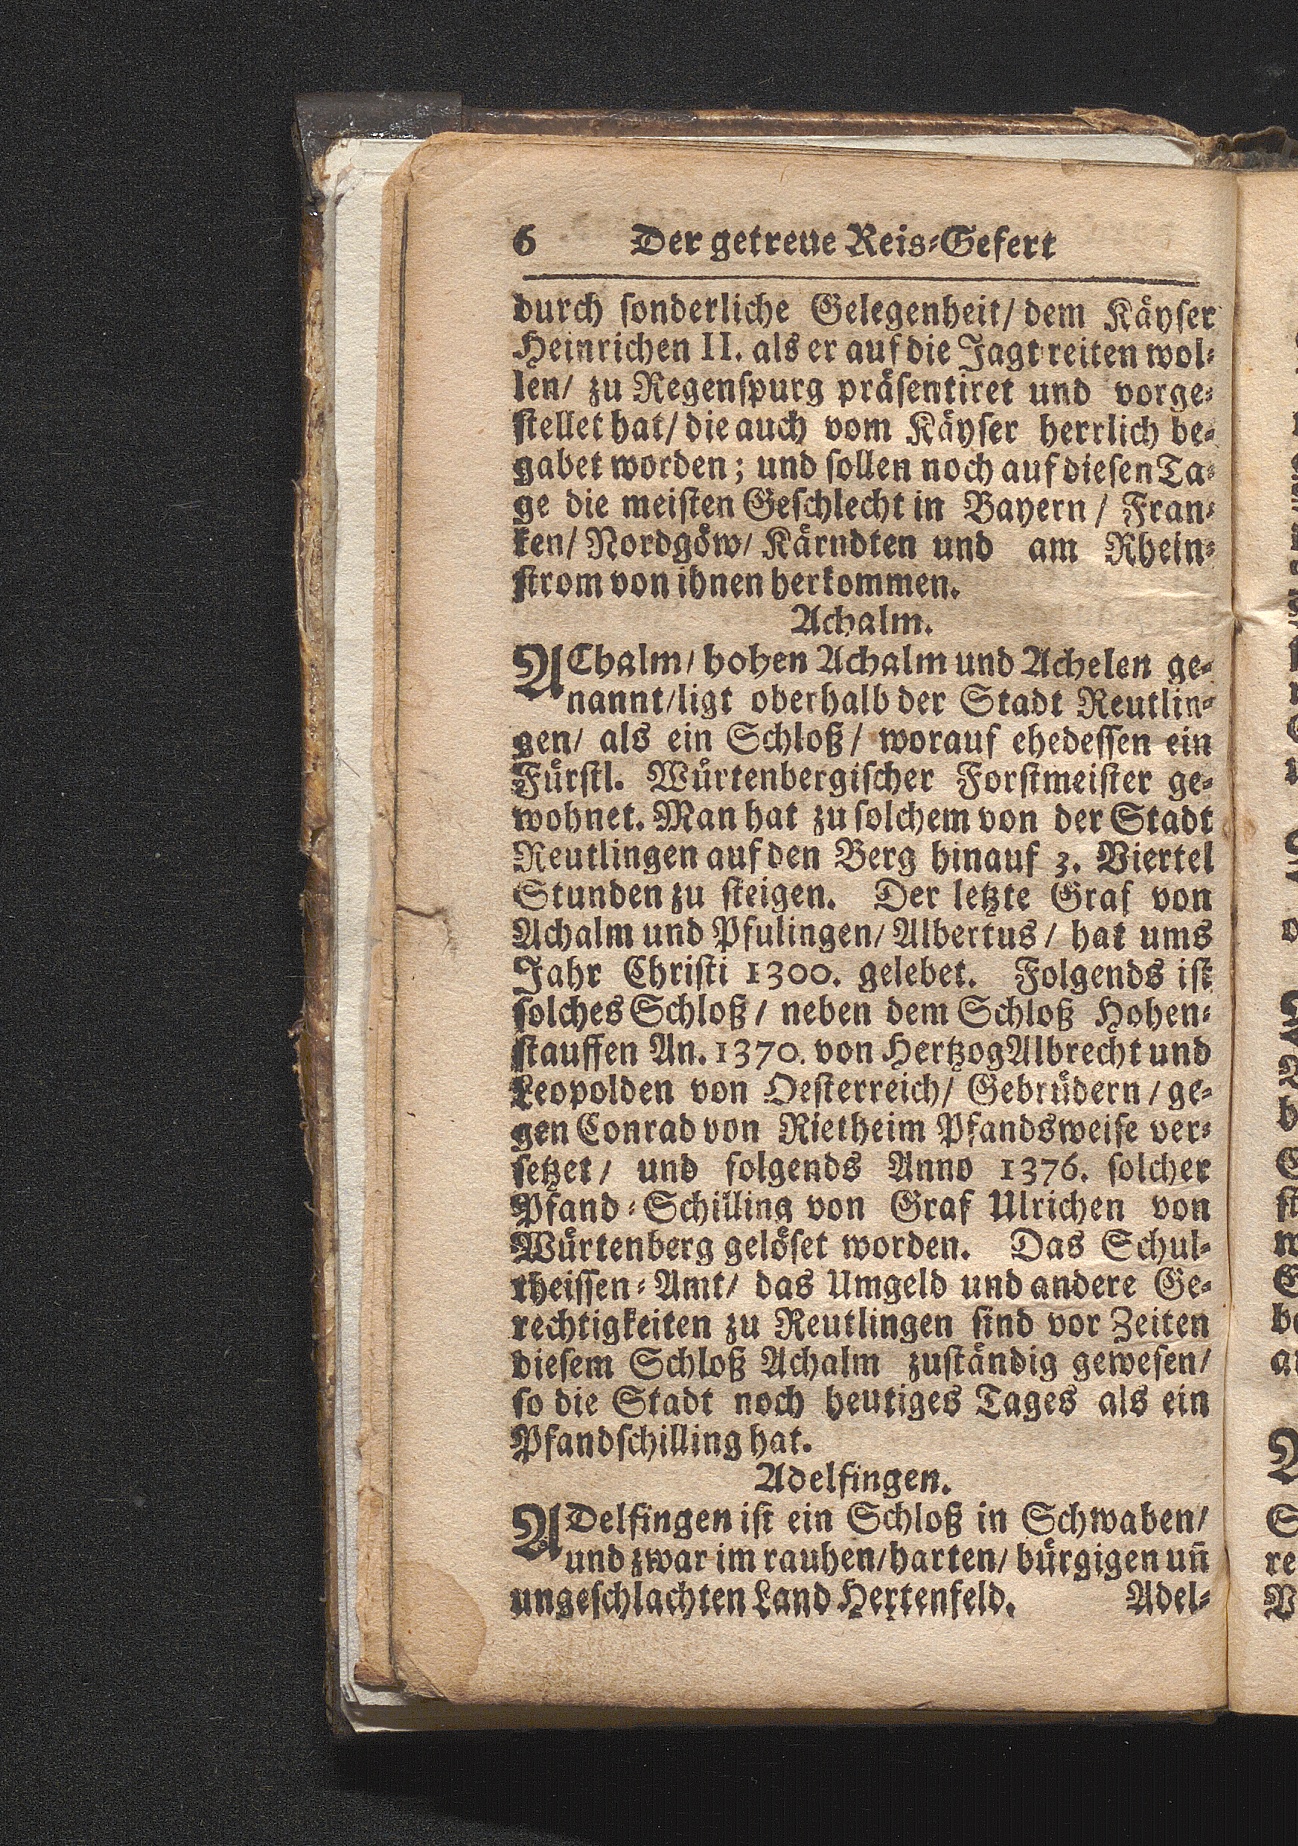 6 Der getreue Reis-Gefert
durch sonderliche Gelegenheit/ dem Käyser
Heinrichen II. als er auf die Jagt reiten wol-
len/ zu Regenspurg präsentiret und vorge-
stellet hat/ die auch vom Käyser herrlich be-
gabet worden; und sollen noch auf diesen Ta-
ge die meisten Geschlecht in Bayern / Fran-
ken/ Nordgöw/ Kärndten und am Rhein-
strom von ihnen herkommen.
Achalm.
AChalm/ hohen Achalm und Achelen ge-
nannt/ ligt oberhalb der Stadt Reutlin-
gen/ als ein Schloß/ worauf ehedessen ein
Fürstl. Würtenbergischer Forstmeister ge-
wohnet. Man hat zu solchem von der Stadt
Reutlingen auf den Berg hinauf 3. Viertel
Stunden zu steigen. Der letzte Graf von
Achalm und Pfulingen/ Albertus / hat ums
Jahr Christi 1300. gelebet. Folgends ist
solches Schloß / neben dem Schloß Hohen-
stauffen An. 1370. von Hertzog Albrecht und
Leopolden von Oesterreich/ Gebrüdern / ge-
gen Conrad von Rietheim Pfandsweise ver-
setzet/ und folgends Anno 1376. solcher
Pfand-Schilling von Graf Ulrichen von
Würtenberg gelöset worden. Das Schul-
theissen-Amt/ das Umgeld und andere Ge-
rechtigkeiten zu Reutlingen sind vor Zeiten
diesem Schloß Achalm zuständig gewesen/
so die Stadt noch heutiges Tages als ein
Pfandschilling hat.
Adelfingen.
ADelfingen ist ein Schloß in Schwaben/
und zwar im rauhen/ harten/ bürgigen uñ
ungeschlachten Land Hertenfeld. Adel-